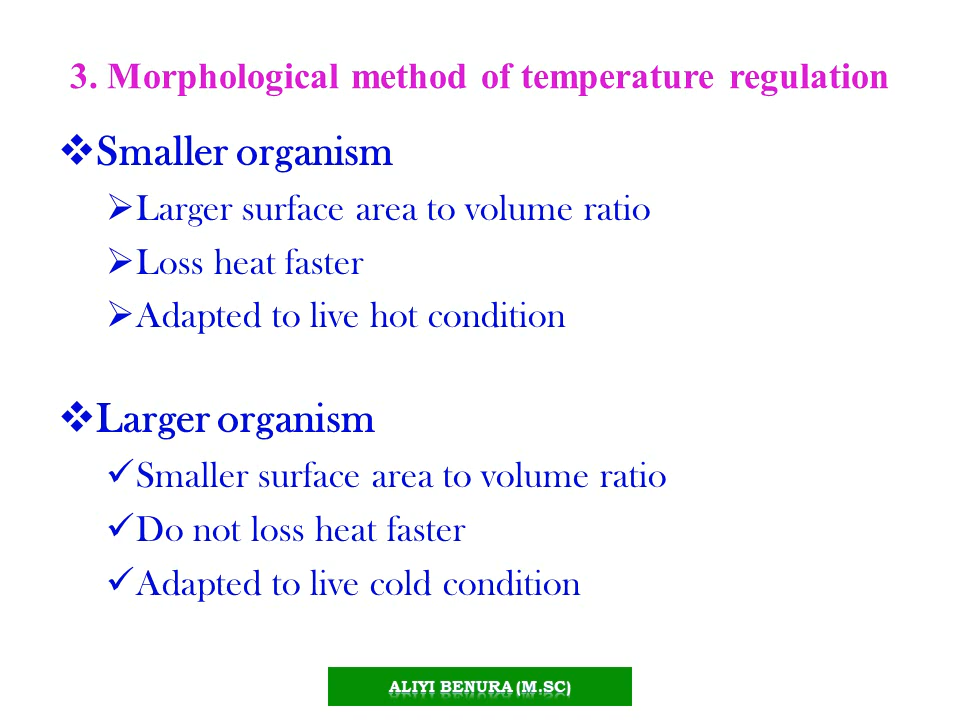 3. Morphological method of temperature regulation
❖Smaller organism
➢Larger surface area to volume ratio
➢Loss heat faster
➢Adapted to live hot condition
❖Larger organism
✓Smaller surface area to volume ratio
✓Do not loss heat faster
✓Adapted to live cold condition
ALIYI BENURA (M.SC)